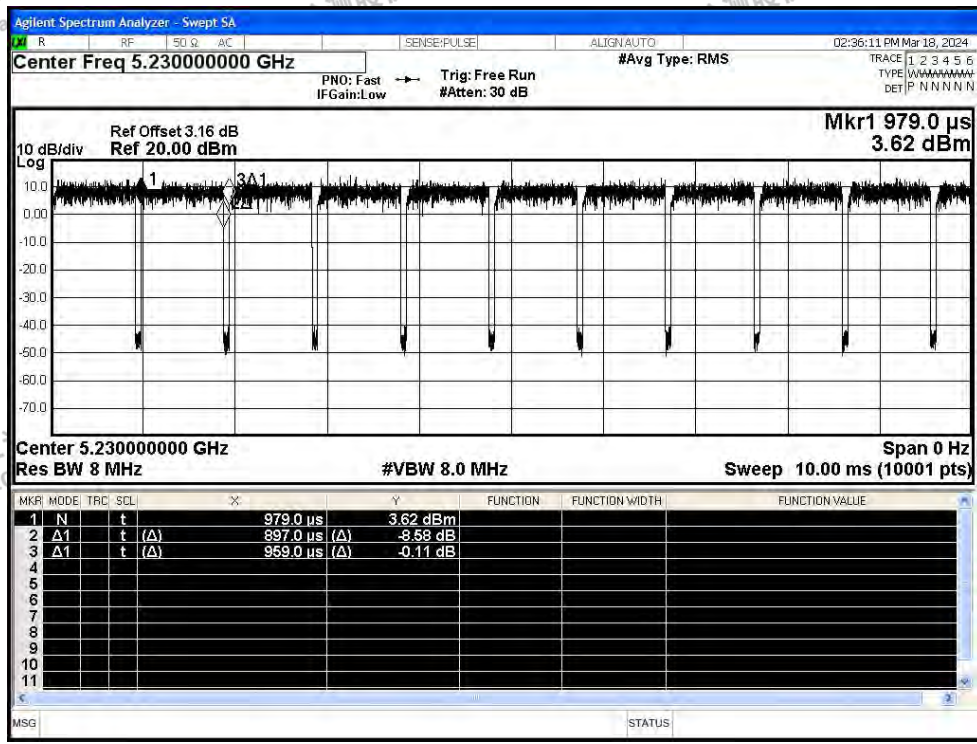 Agilent Spectrum Analyzer - Swept SA
LXI R RF 50 Ω AC SENSE:PULSE ALIGN AUTO 02:36:11 PM Mar 18, 2024
Center Freq 5.230000000 GHz #Avg Type: RMS TRACE 1 2 3 4 5 6
PNO: Fast Trig: Free Run TYPE WWWWWW
IFGain:Low #Atten: 30 dB DET P N N N N N
Mkr1 979.0 µs
Ref Offset 3.16 dB
10 dB/div Ref 20.00 dBm 3.62 dBm
Log
1 3Δ1
10.0
0.00
-10.0
-20.0
-30.0
-40.0
-50.0
-60.0
-70.0
Center 5.230000000 GHz Span 0 Hz
Res BW 8 MHz #VBW 8.0 MHz Sweep 10.00 ms (10001 pts)
MKR MODE TRC SCL X Y FUNCTION FUNCTION WIDTH FUNCTION VALUE
1 N t 979.0 µs 3.62 dBm
2 Δ1 t (Δ) 897.0 µs (Δ) -8.58 dB
3 Δ1 t (Δ) 959.0 µs (Δ) -0.11 dB
4
5
6
7
8
9
10
11
MSG STATUS